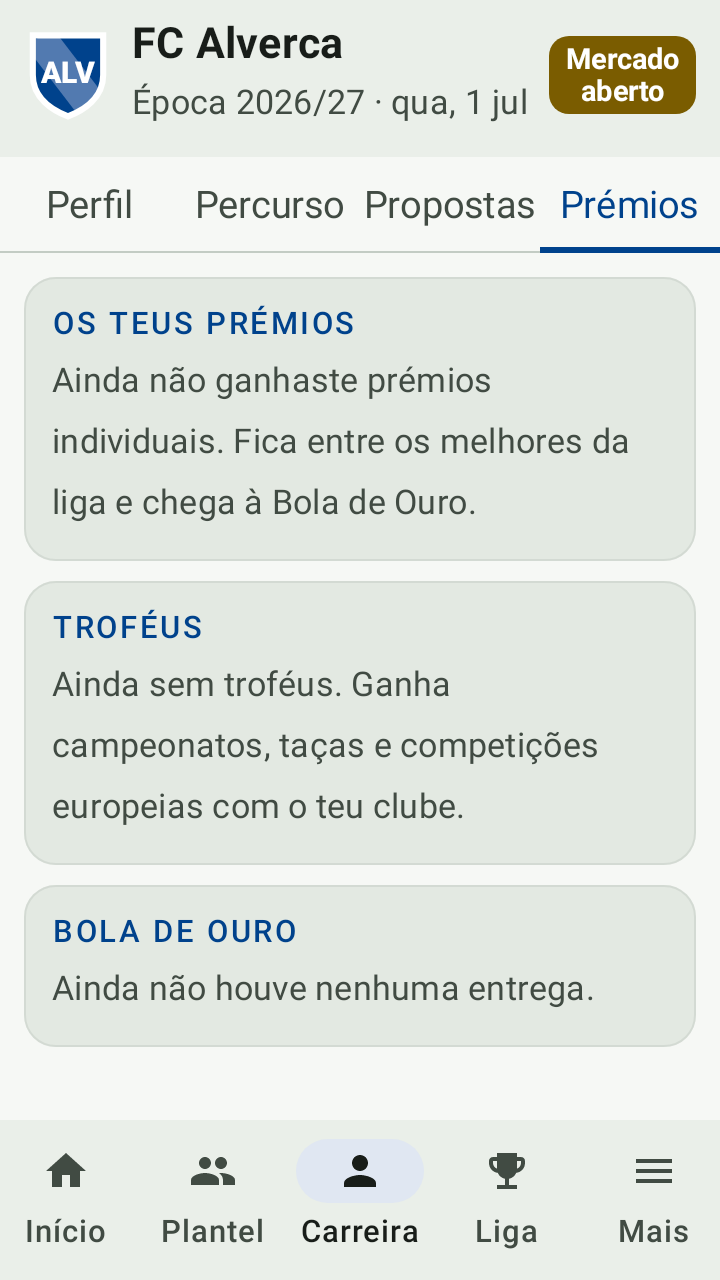 ALV
FC Alverca
Época 2026/27 · qua, 1 jul
Mercado
aberto
Perfil
Percurso
Propostas
Prémios
OS TEUS PRÉMIOS
Ainda não ganhaste prémios
individuais. Fica entre os melhores da
liga e chega à Bola de Ouro.
TROFÉUS
Ainda sem troféus. Ganha
campeonatos, taças e competições
europeias com o teu clube.
BOLA DE OURO
Ainda não houve nenhuma entrega.
Início
Plantel
Carreira
Liga
Mais